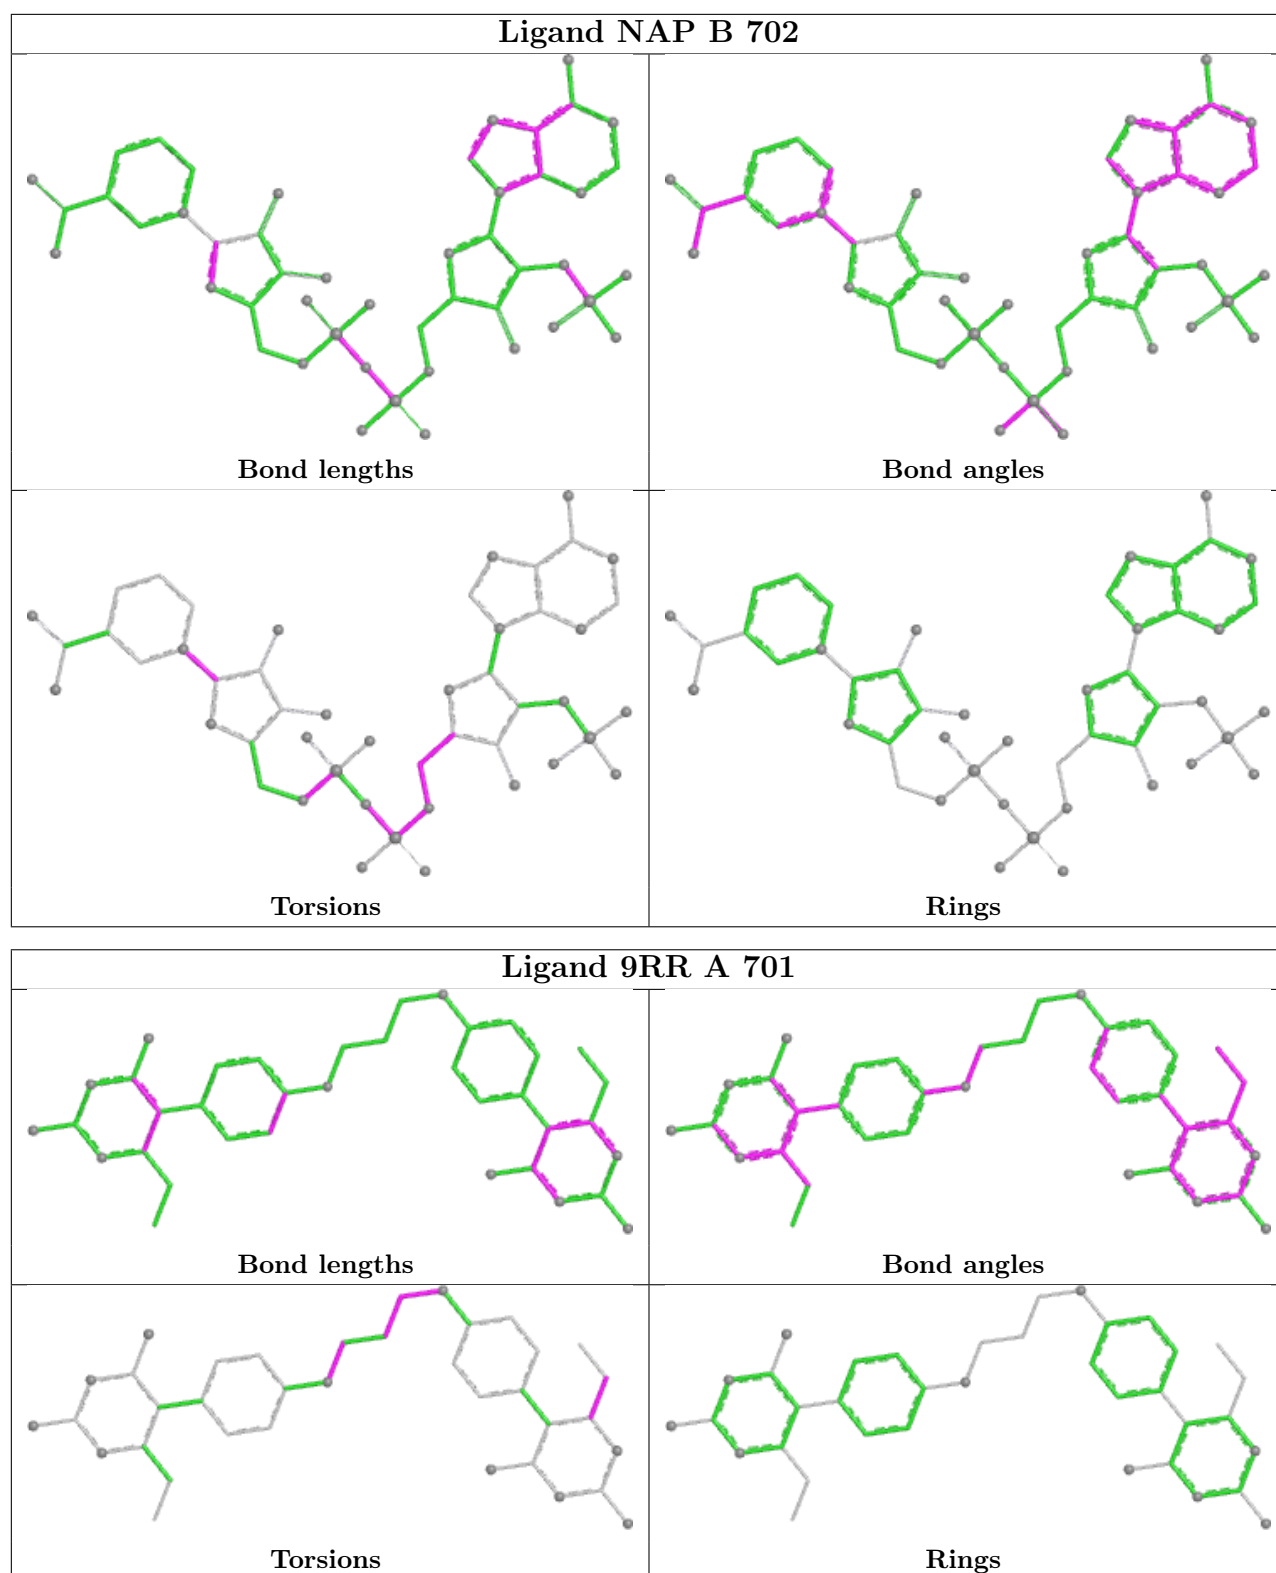 Ligand NAP B 702
Bond lengths
Bond angles
Torsions
Rings
Ligand 9RR A 701
Bond lengths
Bond angles
Torsions
Rings